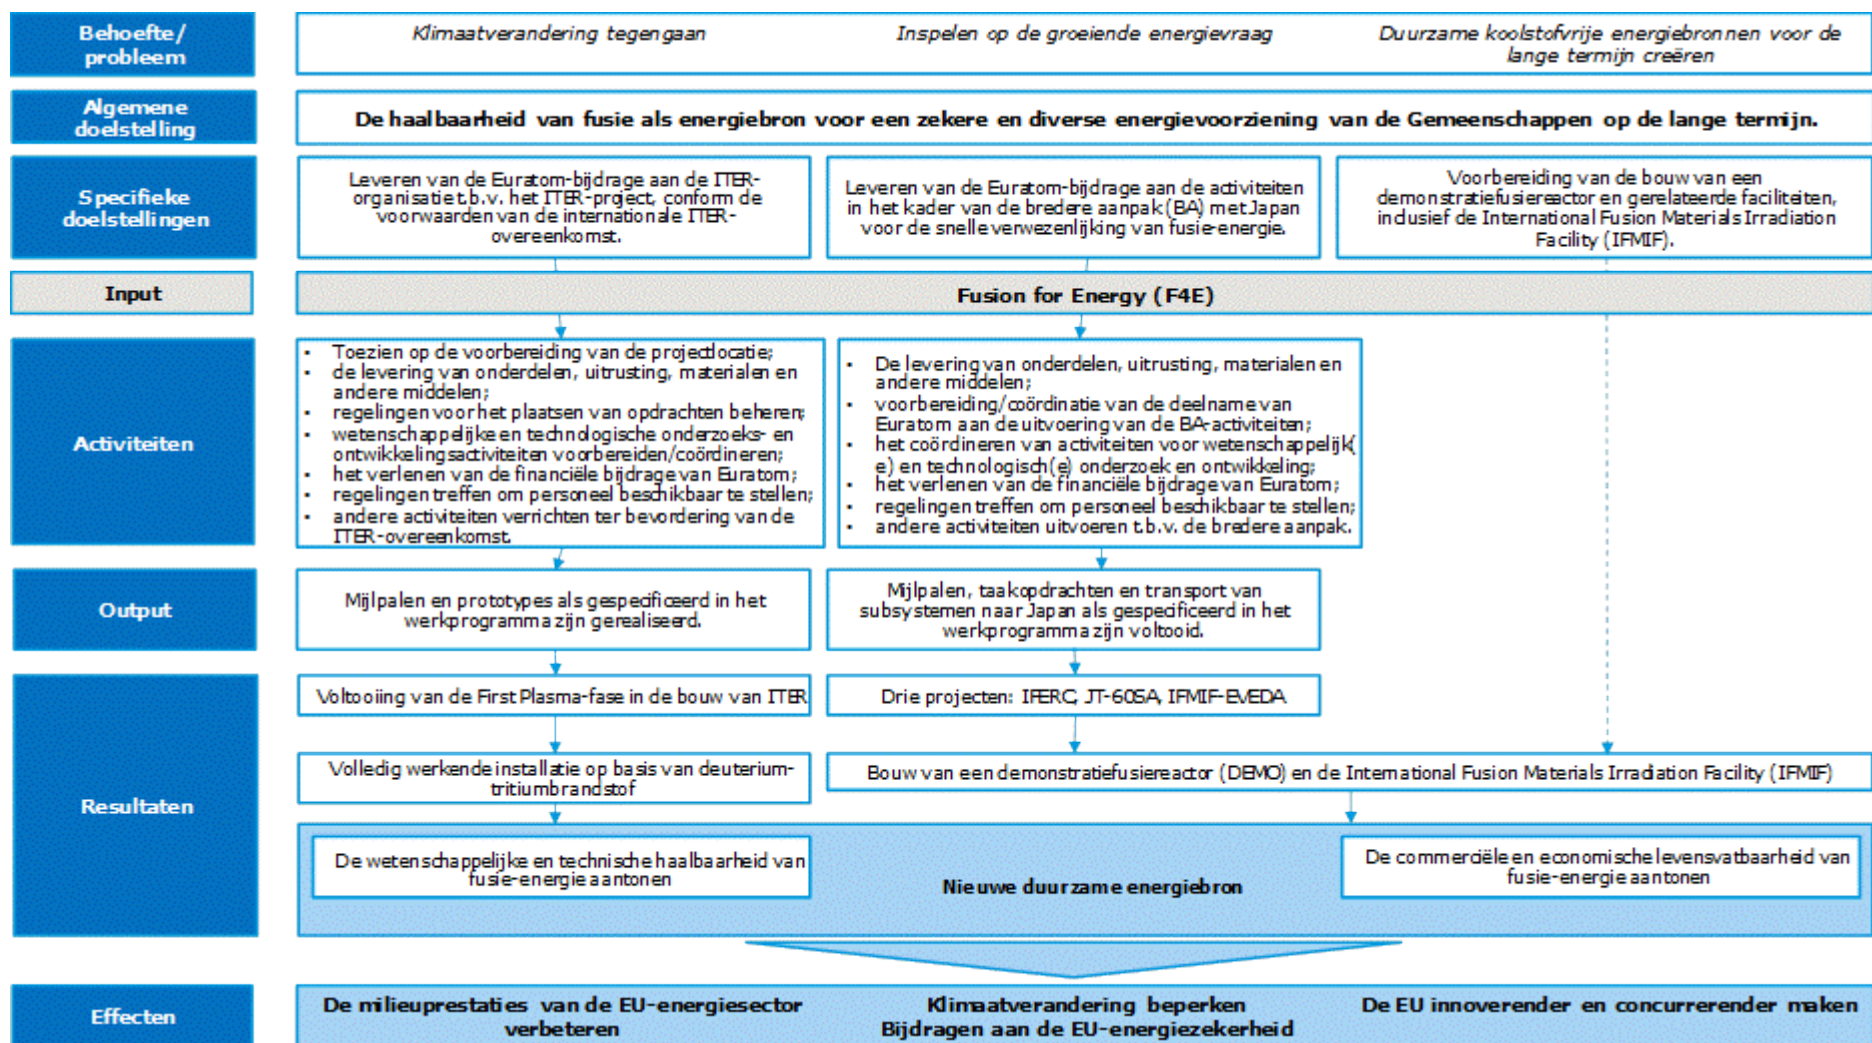 Behoefte/
probleem
Klimaatverandering tegengaan
Inspelen op de groeiende energievraag
Duurzame koolstofvrije energiebronnen voor de
lange termijn creëren
Algemene
doelstelling
De haalbaarheid van fusie als energiebron voor een zekere en diverse energievoorziening van de Gemeenschappen op de lange termijn.
Specifieke
doelstellingen
Leveren van de Euratom-bijdrage aan de ITER-
organisatie t.b.v. het ITER-project, conform de
voorwaarden van de internationale ITER-
overeenkomst.
Leveren van de Euratom-bijdrage aan de activiteiten
in het kader van de bredere aanpak (BA) met Japan
voor de snelle verwezenlijking van fusie-energie.
Voorbereiding van de bouw van een
demonstratiefusiereactor en gerelateerde faciliteiten,
inclusief de International Fusion Materials Irradiation
Facility (IFMIF).
Input
Fusion for Energy (F4E)
Activiteiten
• Toezien op de voorbereiding van de projectlocatie;
• de levering van onderdelen, uitrusting, materialen en
andere middelen;
• regelingen voor het plaatsen van opdrachten beheren;
• wetenschappelijke en technologische onderzoeks- en
ontwikkelingsactiviteiten voorbereiden/coördineren;
• het verlenen van de financiële bijdrage van Euratom;
• regelingen treffen om personeel beschikbaar te stellen;
• andere activiteiten verrichten ter bevordering van de
ITER-overeenkomst.
• De levering van onderdelen, uitrusting, materialen en
andere middelen;
• voorbereiding/coördinatie van de deelname van
Euratom aan de uitvoering van de BA-activiteiten;
• het coördineren van activiteiten voor wetenschappelijk(
e) en technologisch(e) onderzoek en ontwikkeling;
• het verlenen van de financiële bijdrage van Euratom;
• regelingen treffen om personeel beschikbaar te stellen;
• andere activiteiten uitvoeren t.b.v. de bredere aanpak.
Output
Mijlpalen en prototypes als gespecificeerd in het
werkprogramma zijn gerealiseerd.
Mijlpalen, taakopdrachten en transport van
subsystemen naar Japan als gespecificeerd in het
werkprogramma zijn voltooid.
Resultaten
Voltooiing van de First Plasma-fase in de bouw van ITER
Drie projecten: IFERC, JT-60SA, IFMIF-EVEDA
Volledig werkende installatie op basis van deuterium-
tritiumbrandstof
Bouw van een demonstratiefusiereactor (DEMO) en de International Fusion Materials Irradiation Facility (IFMIF)
De wetenschappelijke en technische haalbaarheid van
fusie-energie aantonen
Nieuwe duurzame energiebron
De commerciële en economische levensvatbaarheid van
fusie-energie aantonen
Effecten
De milieuprestaties van de EU-energiesector
verbeteren
Klimaatverandering beperken
Bijdragen aan de EU-energiezekerheid
De EU innoverender en concurrerender maken